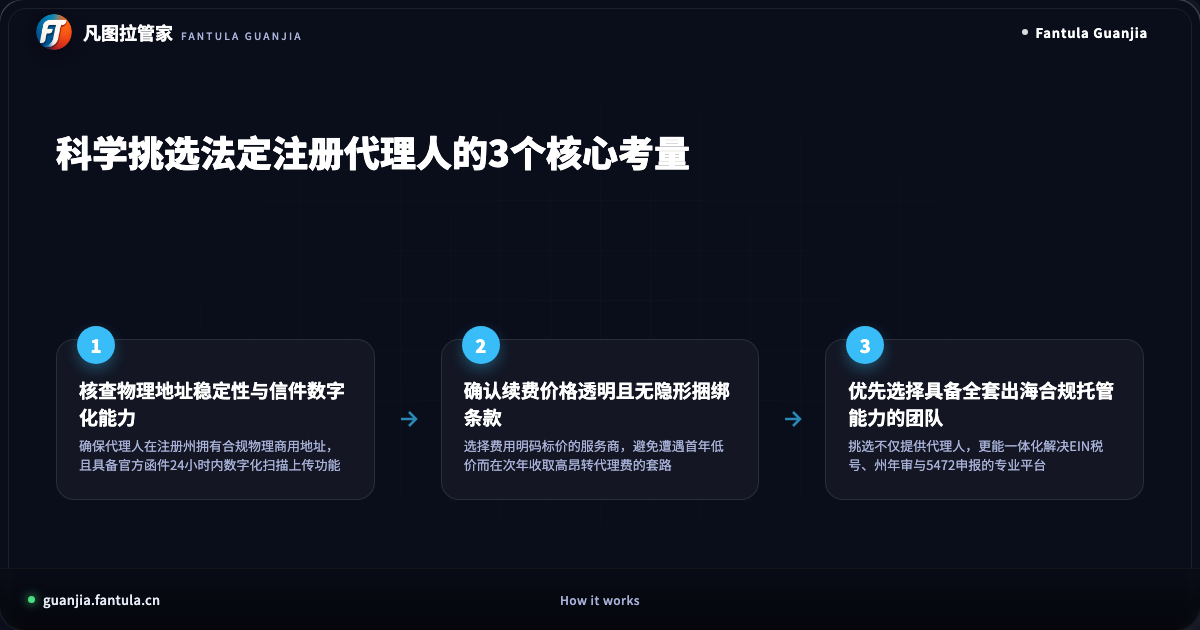 FT
凡图拉管家 FANTULA GUANJIA
Fantula Guanjia
科学挑选法定注册代理人的3个核心考量
1
核查物理地址稳定性与信件数字
化能力
确保代理人在注册州拥有合规物理商用地址，
且具备官方函件24小时内数字化扫描上传功能
→
2
确认续费价格透明且无隐形捆绑
条款
选择费用明码标价的服务商，避免遭遇首年低
价而在次年收取高昂转代理费的套路
→
3
优先选择具备全套出海合规托管
能力的团队
挑选不仅提供代理人，更能一体化解决EIN税
号、州年审与5472申报的专业平台
guanjia.fantula.cn
How it works